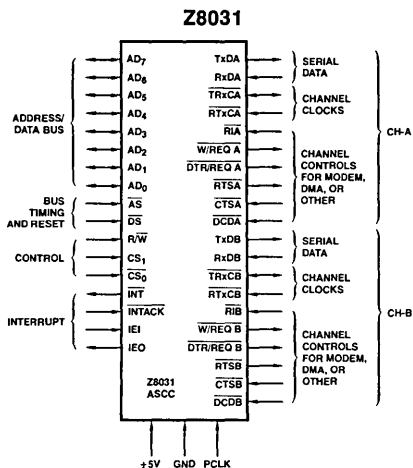 Z8031
ADDRESS/
DATA BUS
BUS
TIMING
AND RESET
CONTROL
INTERRUPT
AD7
AD6
AD5
AD4
AD3
AD2
AD1
AD0
AS
DS
R/W
CS1
CS0
INT
INTACK
IEI
IEO
Z8031
ASCC
TxDA
RxDA
TRxCA
RTxCA
RIA
W/REQ A
DTR/REQ A
RTSA
CTSA
DCDA
TxDB
RxDB
TRxCB
RTxCB
RIB
W/REQ B
DTR/REQ B
RTSB
CTSB
DCDB
SERIAL
DATA
CHANNEL
CLOCKS
CHANNEL
CONTROLS
FOR MODEM,
DMA, OR
OTHER
CH-A
SERIAL
DATA
CHANNEL
CLOCKS
CHANNEL
CONTROLS
FOR MODEM,
DMA, OR
OTHER
CH-B
+5V GND PCLK